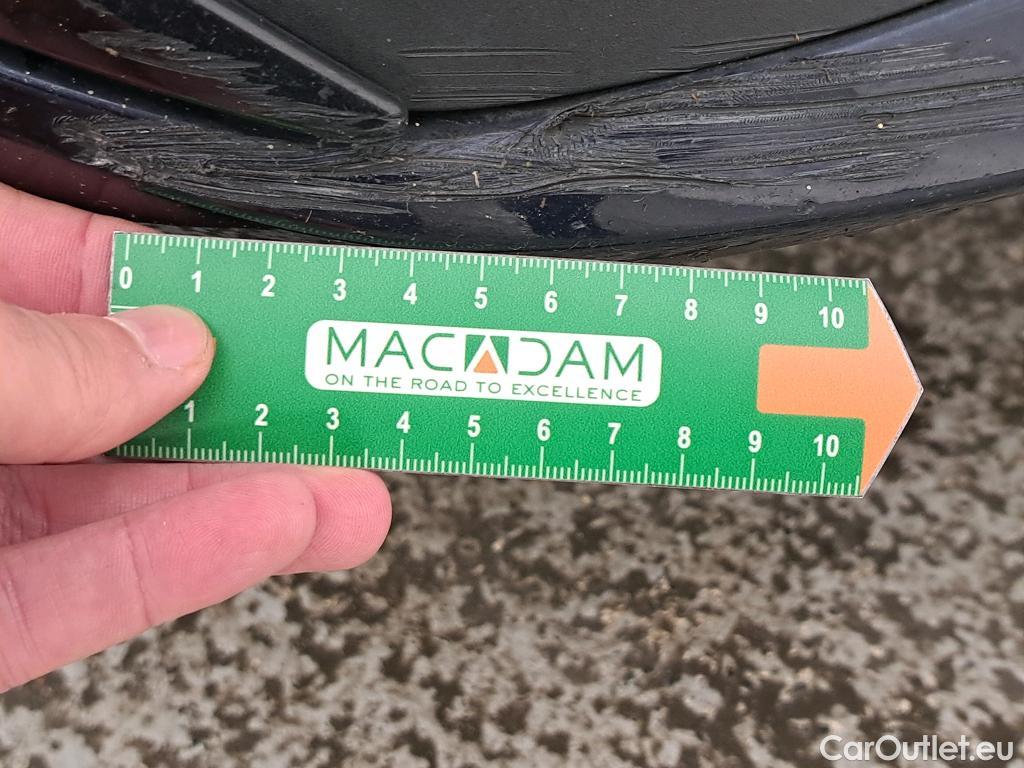 0 1 2 3 4 5 6 7 8 9 10
MACADAM
ON THE ROAD TO EXCELLENCE
1 2 3 4 5 6 7 8 9 10
CarOutlet.eu